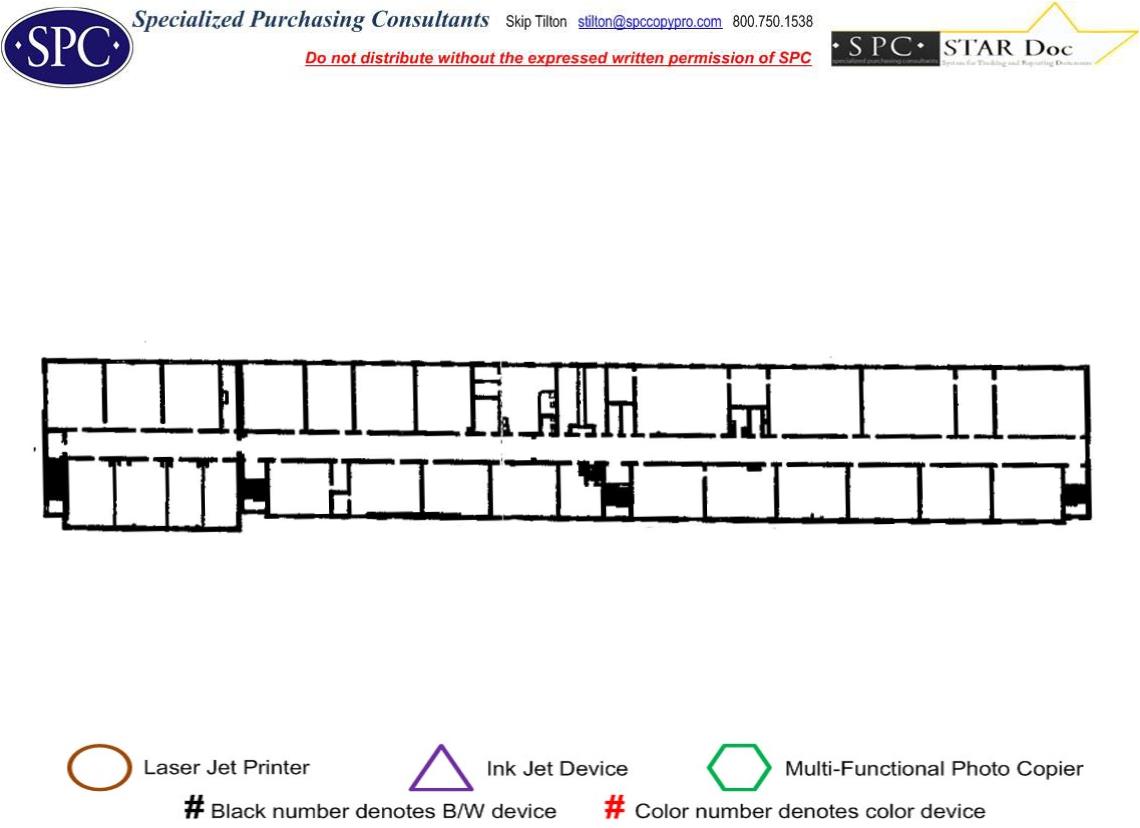 Specialized Purchasing Consultants Skip Tilton stilton@spccopypro.com 800.750.1538
·SPC·
Do not distribute without the expressed written permission of SPC
·SPC· STAR Doc
specialized purchasing consultants System for Tracking and Reporting Documents
Laser Jet Printer Ink Jet Device Multi-Functional Photo Copier
# Black number denotes B/W device # Color number denotes color device